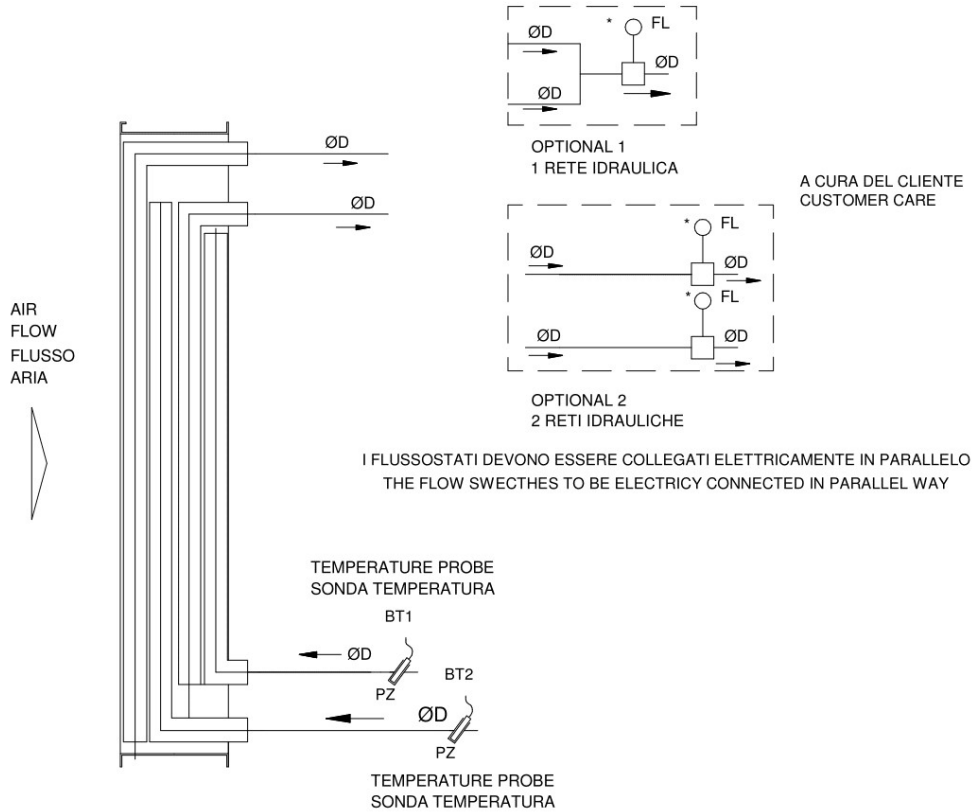 * FL
ØD
ØD
ØD
OPTIONAL 1
1 RETE IDRAULICA
A CURA DEL CLIENTE
CUSTOMER CARE
ØD
ØD
* FL
ØD
ØD
* FL
ØD
ØD
OPTIONAL 2
2 RETI IDRAULICHE
AIR
FLOW
FLUSSO
ARIA
I FLUSSOSTATI DEVONO ESSERE COLLEGATI ELETTRICAMENTE IN PARALLELO
THE FLOW SWECTHES TO BE ELECTRICY CONNECTED IN PARALLEL WAY
TEMPERATURE PROBE
SONDA TEMPERATURA
BT1
ØD
PZ
BT2
ØD
PZ
TEMPERATURE PROBE
SONDA TEMPERATURA